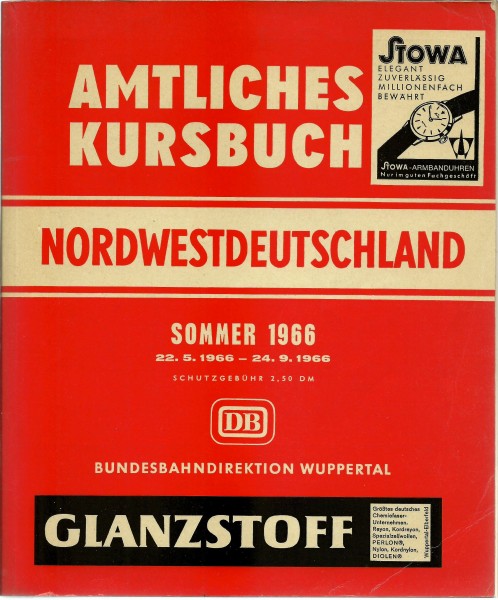 AMTLICHES
KURSBUCH
STOWA
ELEGANT
ZUVERLÄSSIG
MILLIONENFACH
BEWÄHRT
STOWA-ARMBANDUHREN
Nur im guten Fachgeschäft
NORDWESTDEUTSCHLAND
SOMMER 1966
22. 5. 1966 – 24. 9. 1966
SCHUTZGEBÜHR 2,50 DM
DB
BUNDESBAHNDIREKTION WUPPERTAL
GLANZSTOFF
Größtes deutsches
Chemiefaser-
Unternehmen.
Reyon, Kordreyon,
Spezialzellwollen,
PERLON®,
Nylon, Kordnylon,
DIOLEN®
Wuppertal-Elberfeld